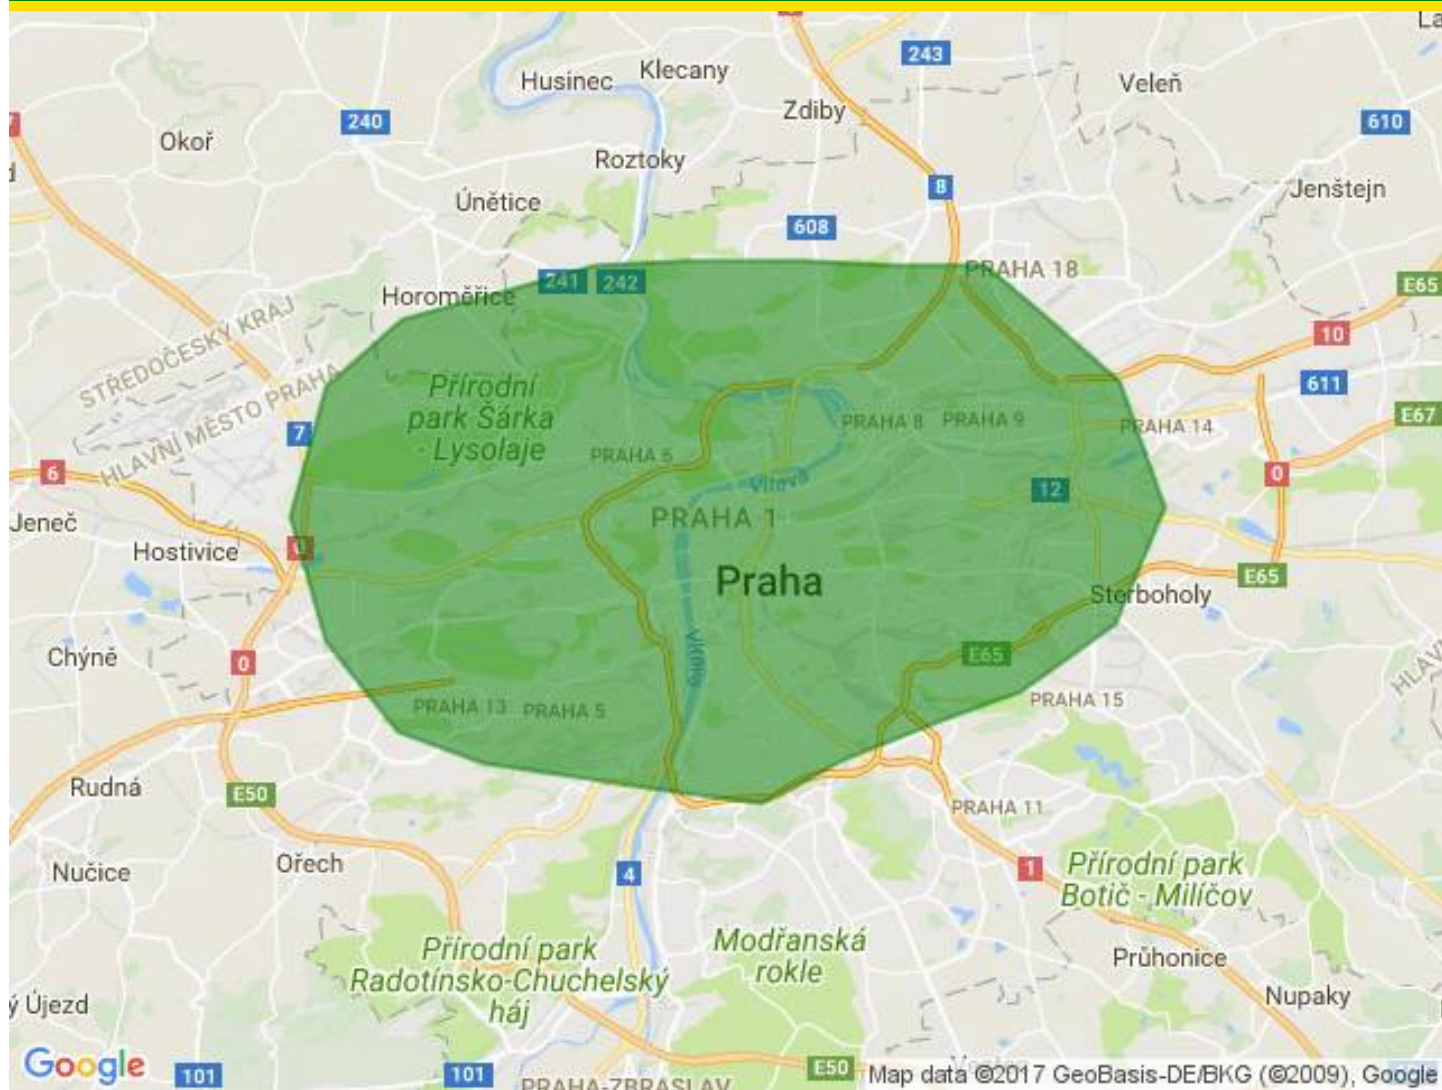 243
Husinec
Klecany
Veleň
Zdiby
240
610
Okoř
Roztoky
8
Jenštejn
Únětice
608
PRAHA 18
241
242
E65
Horoměřice
STŘEDOČESKÝ KRAJ
10
Přírodní
park Šárka
- Lysolaje
611
HLAVNÍ MĚSTO PRAHA
E67
PRAHA 8
PRAHA 9
PRAHA 14
7
PRAHA 6
6
0
Vltava
12
PRAHA 1
Jeneč
Hostivice
Praha
E65
Štěrboholy
Chýně
E65
0
Vltava
PRAHA 13
PRAHA 5
PRAHA 15
Rudná
E50
PRAHA 11
Ořech
Nučice
4
1
Přírodní park
Botič - Milíčov
Přírodní park
Radotínsko-Chuchelský
háj
Modřanská
rokle
Průhonice
Nupaky
ý Újezd
Google
101
101
PRAHA-ZBRASLAV
E50
Map data ©2017 GeoBasis-DE/BKG (©2009), Google